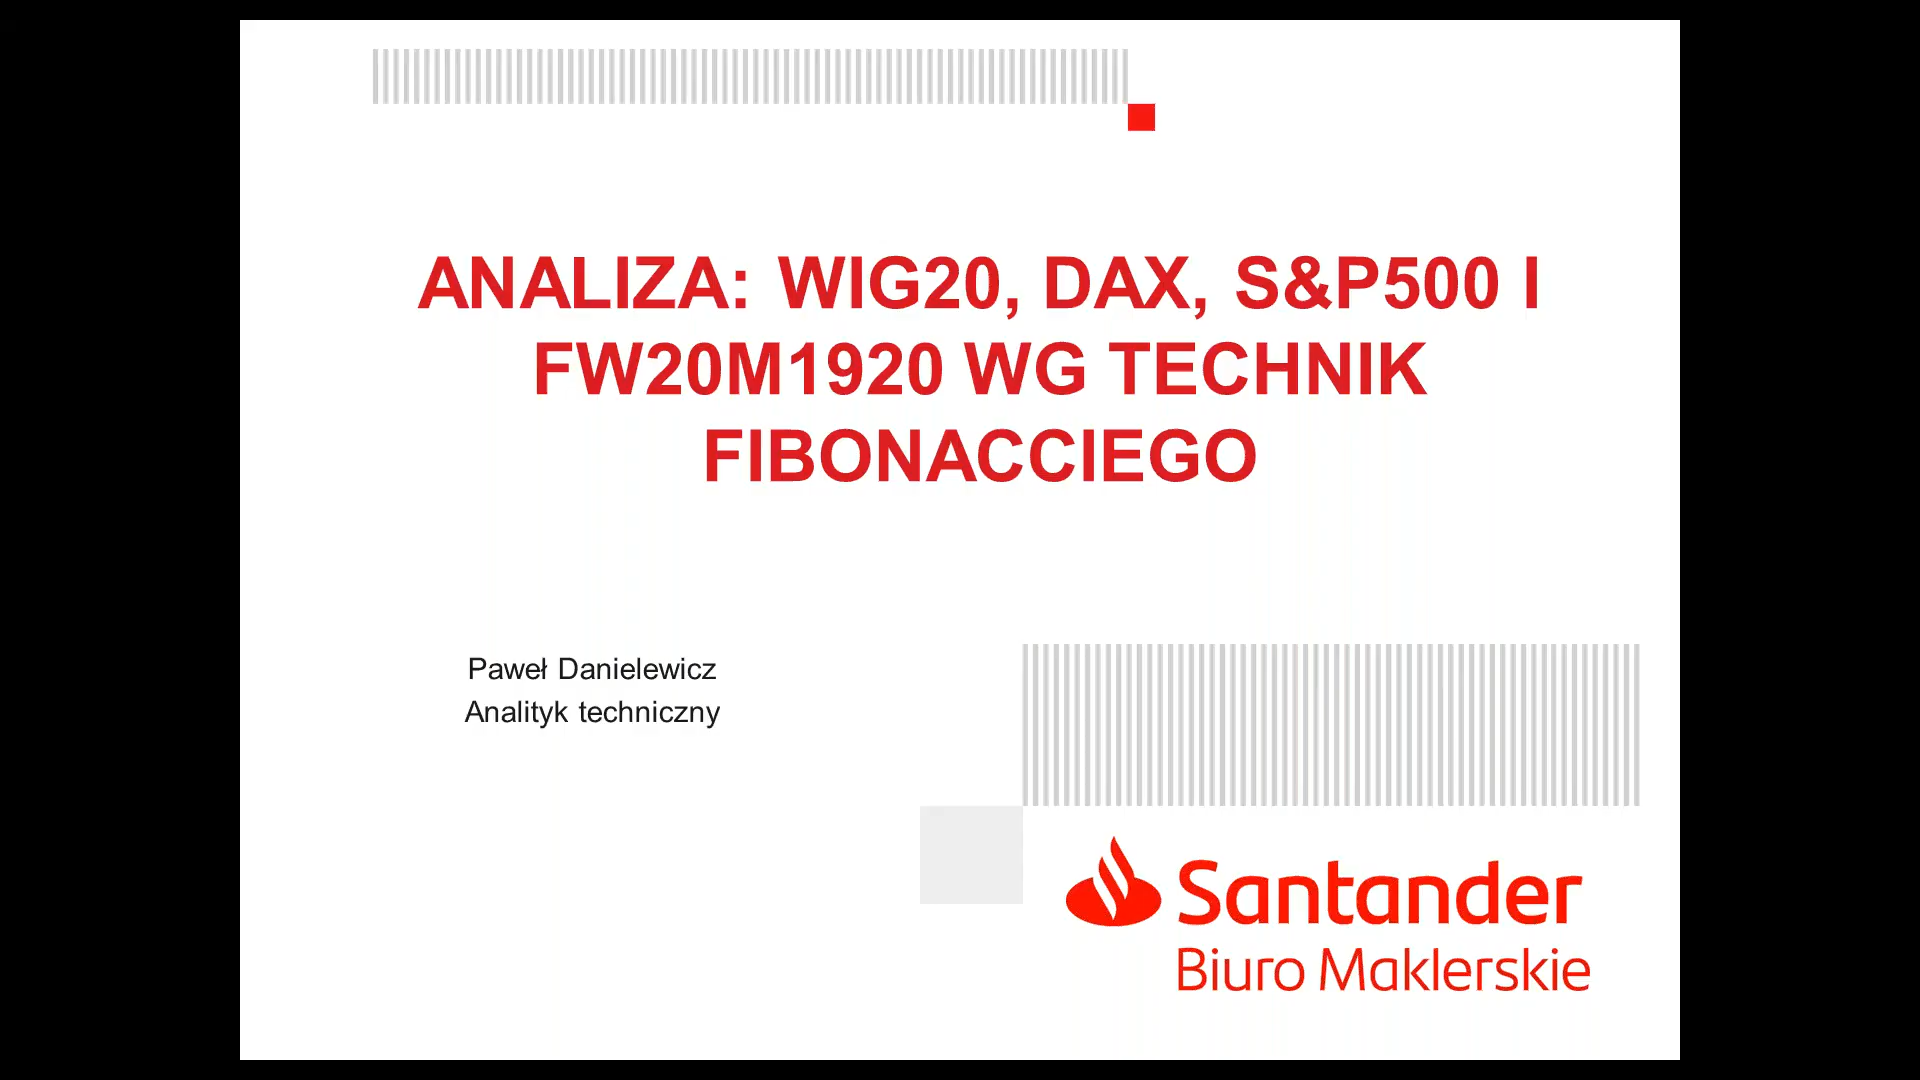 ANALIZA: WIG20, DAX, S&P500 I
FW20M1920 WG TECHNIK
FIBONACCIEGO
Paweł Danielewicz
Analityk techniczny
Santander
Biuro Maklerskie